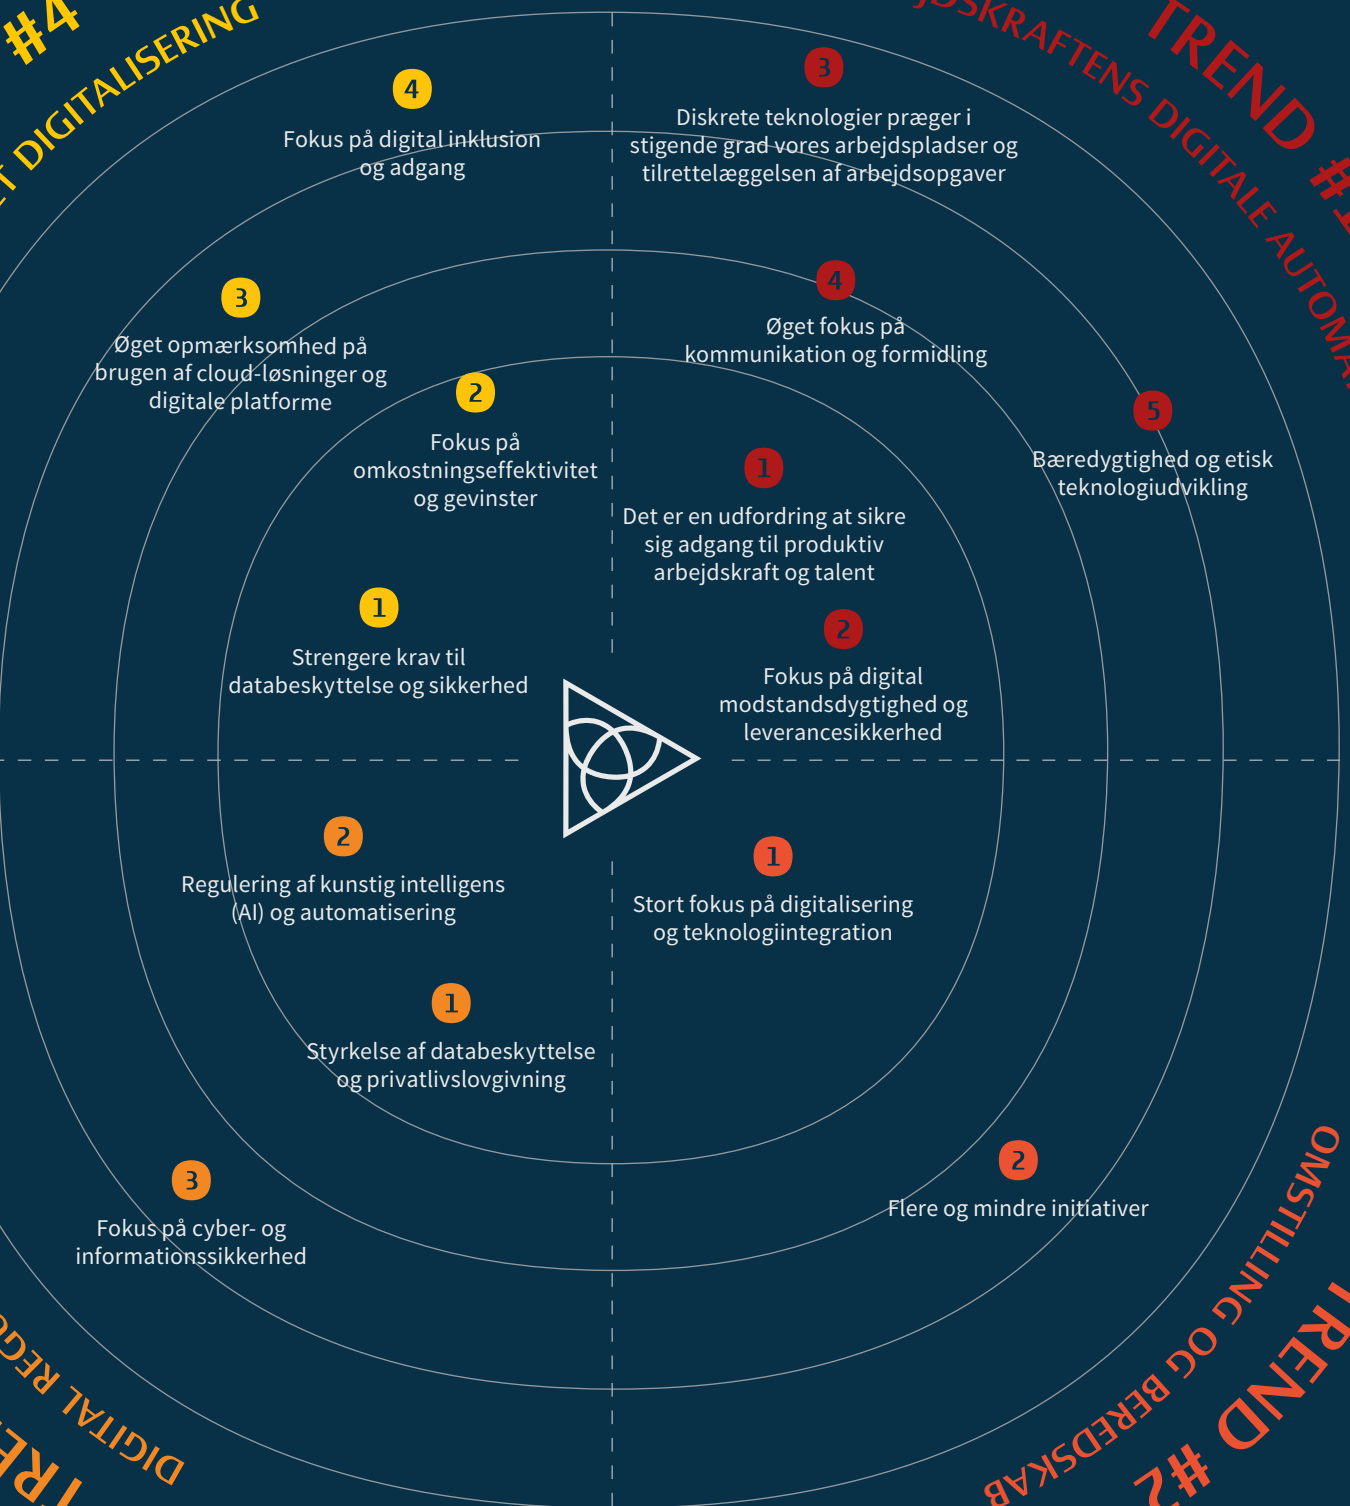 #4
DIGITALISERING
4
Fokus på digital inklusion
og adgang
3
Øget opmærksomhed på
brugen af cloud-løsninger og
digitale platforme
2
Fokus på
omkostningseffektivitet
og gevinster
1
Strengere krav til
databeskyttelse og sikkerhed
TREND #1
DIGITALE
3
Diskrete teknologier præger i
stigende grad vores arbejdspladser og
tilrettelæggelsen af arbejdsopgaver
4
Øget fokus på
kommunikation og formidling
5
Bæredygtighed og etisk
teknologiudvikling
1
Det er en udfordring at sikre
sig adgang til produktiv
arbejdskraft og talent
2
Fokus på digital
modstandsdygtighed og
leverancesikkerhed
2
Regulering af kunstig intelligens
(AI) og automatisering
1
Styrkelse af databeskyttelse
og privatlivslovgivning
3
Fokus på cyber- og
informationssikkerhed
DIGITAL
1
Stort fokus på digitalisering
og teknologiintegration
2
Flere og mindre initiativer
OMSTILLING OG BEREDSKAB
TREND #2